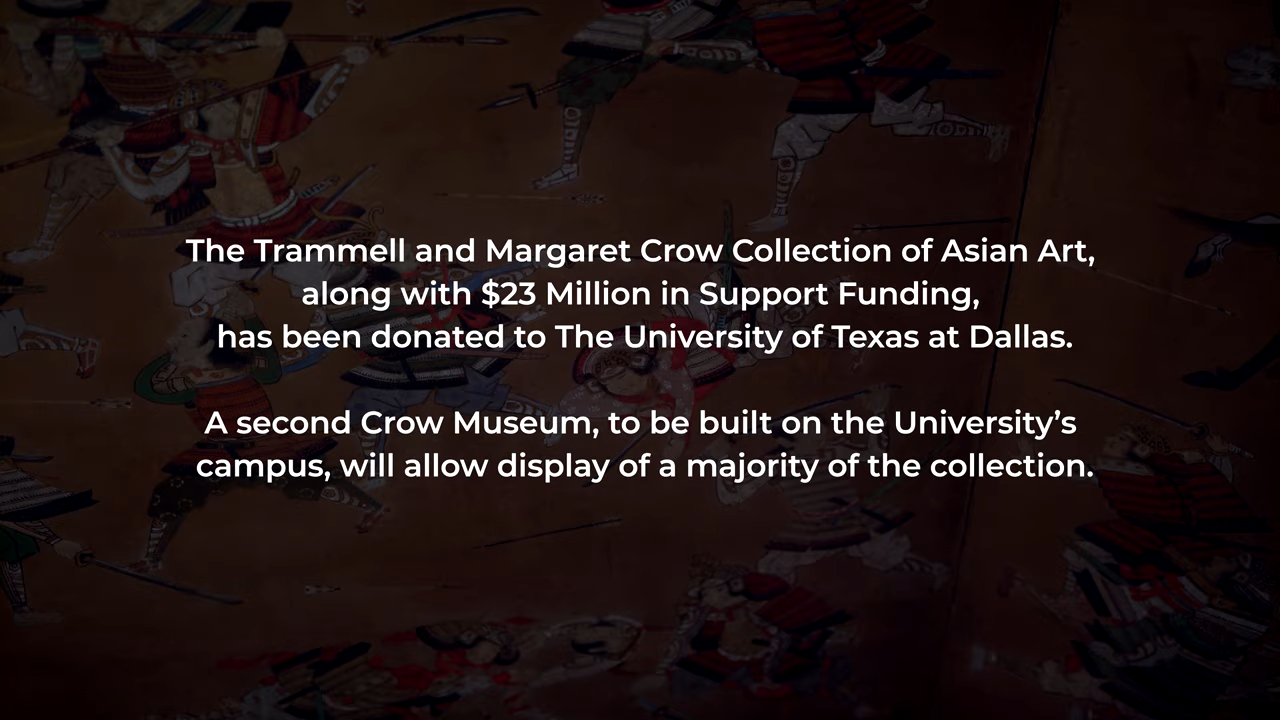 The Trammell and Margaret Crow Collection of Asian Art,
along with $23 Million in Support Funding,
has been donated to The University of Texas at Dallas.
A second Crow Museum, to be built on the University’s
campus, will allow display of a majority of the collection.